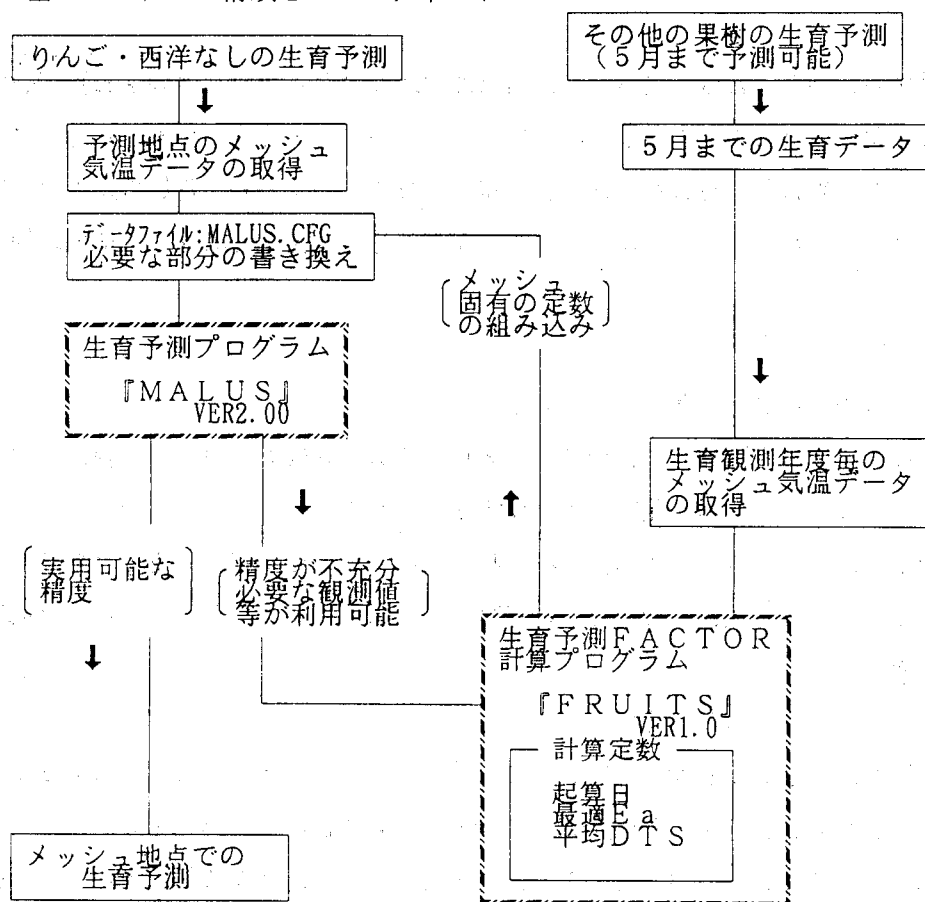 りんご・西洋なしの生育予測
その他の果樹の生育予測
(5月まで予測可能)
↓
↓
予測地点のメッシュ
気温データの取得
5月までの生育データ
データファイル:MALUS.CFG
必要な部分の書き換え
メッシュ
固有の定数
の組み込み
生育予測プログラム
『MALUS』
VER2.00
↓
生育観測年度毎の
メッシュ気温データ
の取得
↓
↑
実用可能な
精度
精度が不充分
必要な観測値
等が利用可能
↓
生育予測FACTOR
計算プログラム
『FRUITS』
VER1.0
計算定数
起算日
最適Ea
平均DTS
メッシュ地点での
生育予測